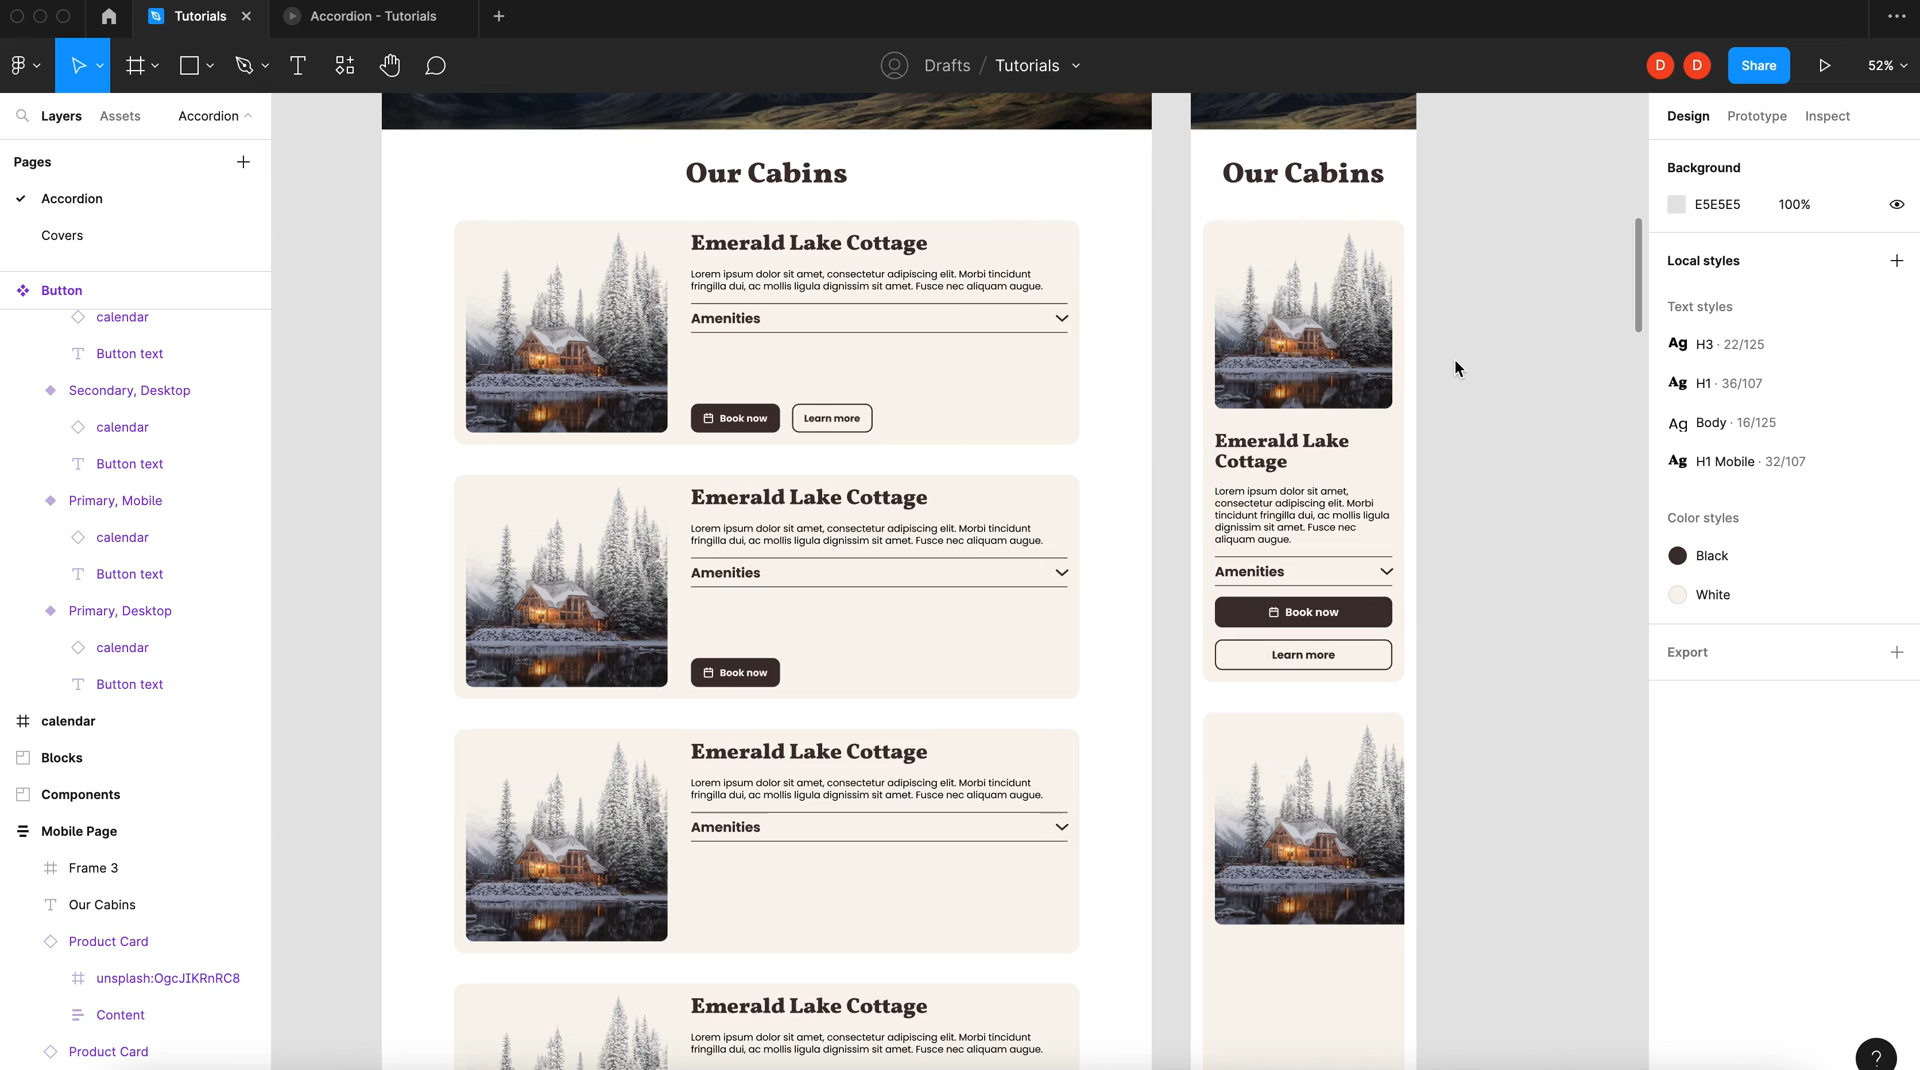 Tutorials
Accordion - Tutorials
Drafts / Tutorials
D
D
Share
52%
Layers
Assets
Accordion
Pages
Accordion
Covers
Button
calendar
Button text
Secondary, Desktop
calendar
Button text
Primary, Mobile
calendar
Button text
Primary, Desktop
calendar
Button text
calendar
Blocks
Components
Mobile Page
Frame 3
Our Cabins
Product Card
unsplash:OgcJIKRnRC8
Content
Product Card
Our Cabins
Emerald Lake Cottage
Lorem ipsum dolor sit amet, consectetur adipiscing elit. Morbi tincidunt
fringilla dui, ac mollis ligula dignissim sit amet. Fusce nec aliquam augue.
Amenities
Book now
Learn more
Emerald Lake Cottage
Lorem ipsum dolor sit amet, consectetur adipiscing elit. Morbi tincidunt
fringilla dui, ac mollis ligula dignissim sit amet. Fusce nec aliquam augue.
Amenities
Book now
Emerald Lake Cottage
Lorem ipsum dolor sit amet, consectetur adipiscing elit. Morbi tincidunt
fringilla dui, ac mollis ligula dignissim sit amet. Fusce nec aliquam augue.
Amenities
Emerald Lake Cottage
Lorem ipsum dolor sit amet, consectetur adipiscing elit. Morbi tincidunt
fringilla dui, ac mollis ligula dignissim sit amet. Fusce nec aliquam augue.
Our Cabins
Emerald Lake
Cottage
Lorem ipsum dolor sit amet,
consectetur adipiscing elit. Morbi
tincidunt fringilla dui, ac mollis ligula
dignissim sit amet. Fusce nec
aliquam augue.
Amenities
Book now
Learn more
Design
Prototype
Inspect
Background
E5E5E5
100%
Local styles
Text styles
Ag H3 · 22/125
Ag H1 · 36/107
Ag Body · 16/125
Ag H1 Mobile · 32/107
Color styles
Black
White
Export
?